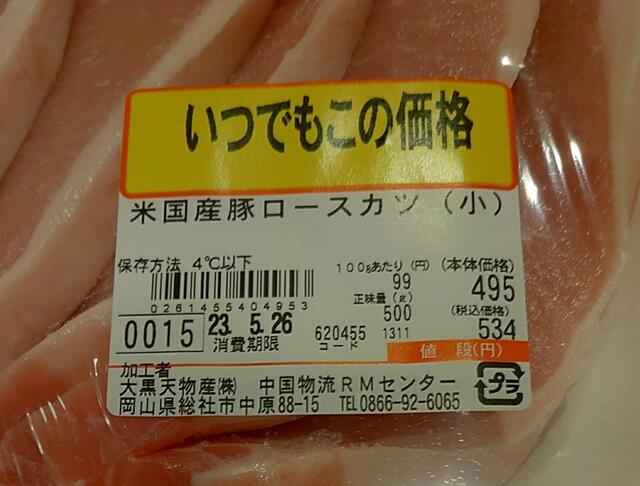 いつでもこの価格
米国産豚ロースカツ(小)
保存方法 4℃以下
100gあたり (円) (本体価格)
99 495
正味量 (g) (税込価格)
500 534
0261455404953
0015 23. 5.26
消費期限
620455 1311
コード
値 段(円)
加工者
大黒天物産㈱ 中国物流RMセンター
岡山県総社市中原88-15 TEL0866-92-6065
プラ